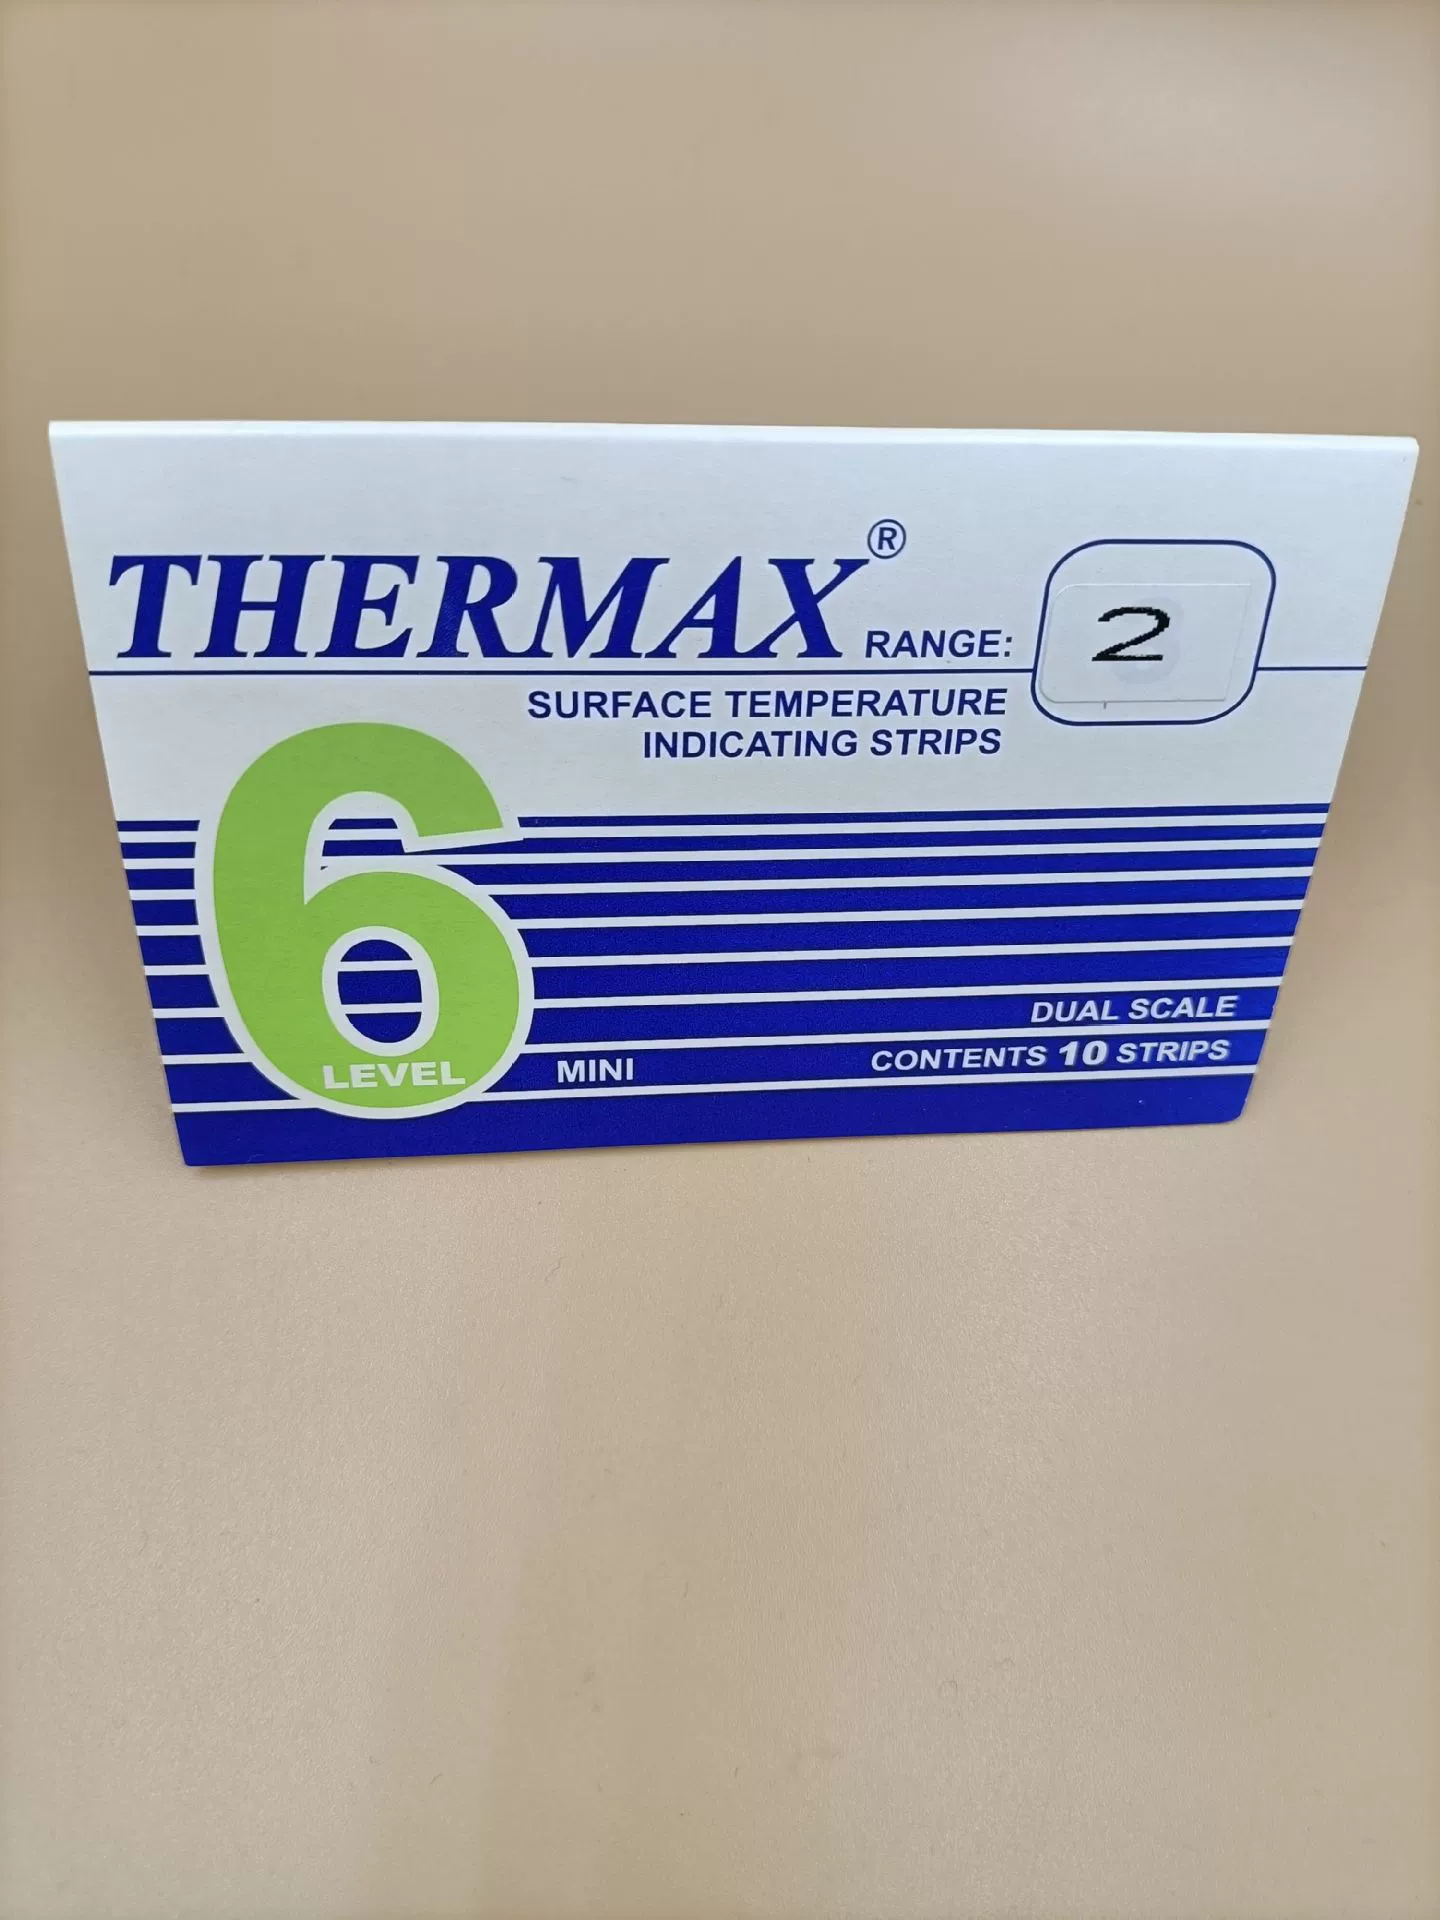 THERMAX® RANGE: 2
SURFACE TEMPERATURE
INDICATING STRIPS
6
LEVEL
MINI
DUAL SCALE
CONTENTS 10 STRIPS